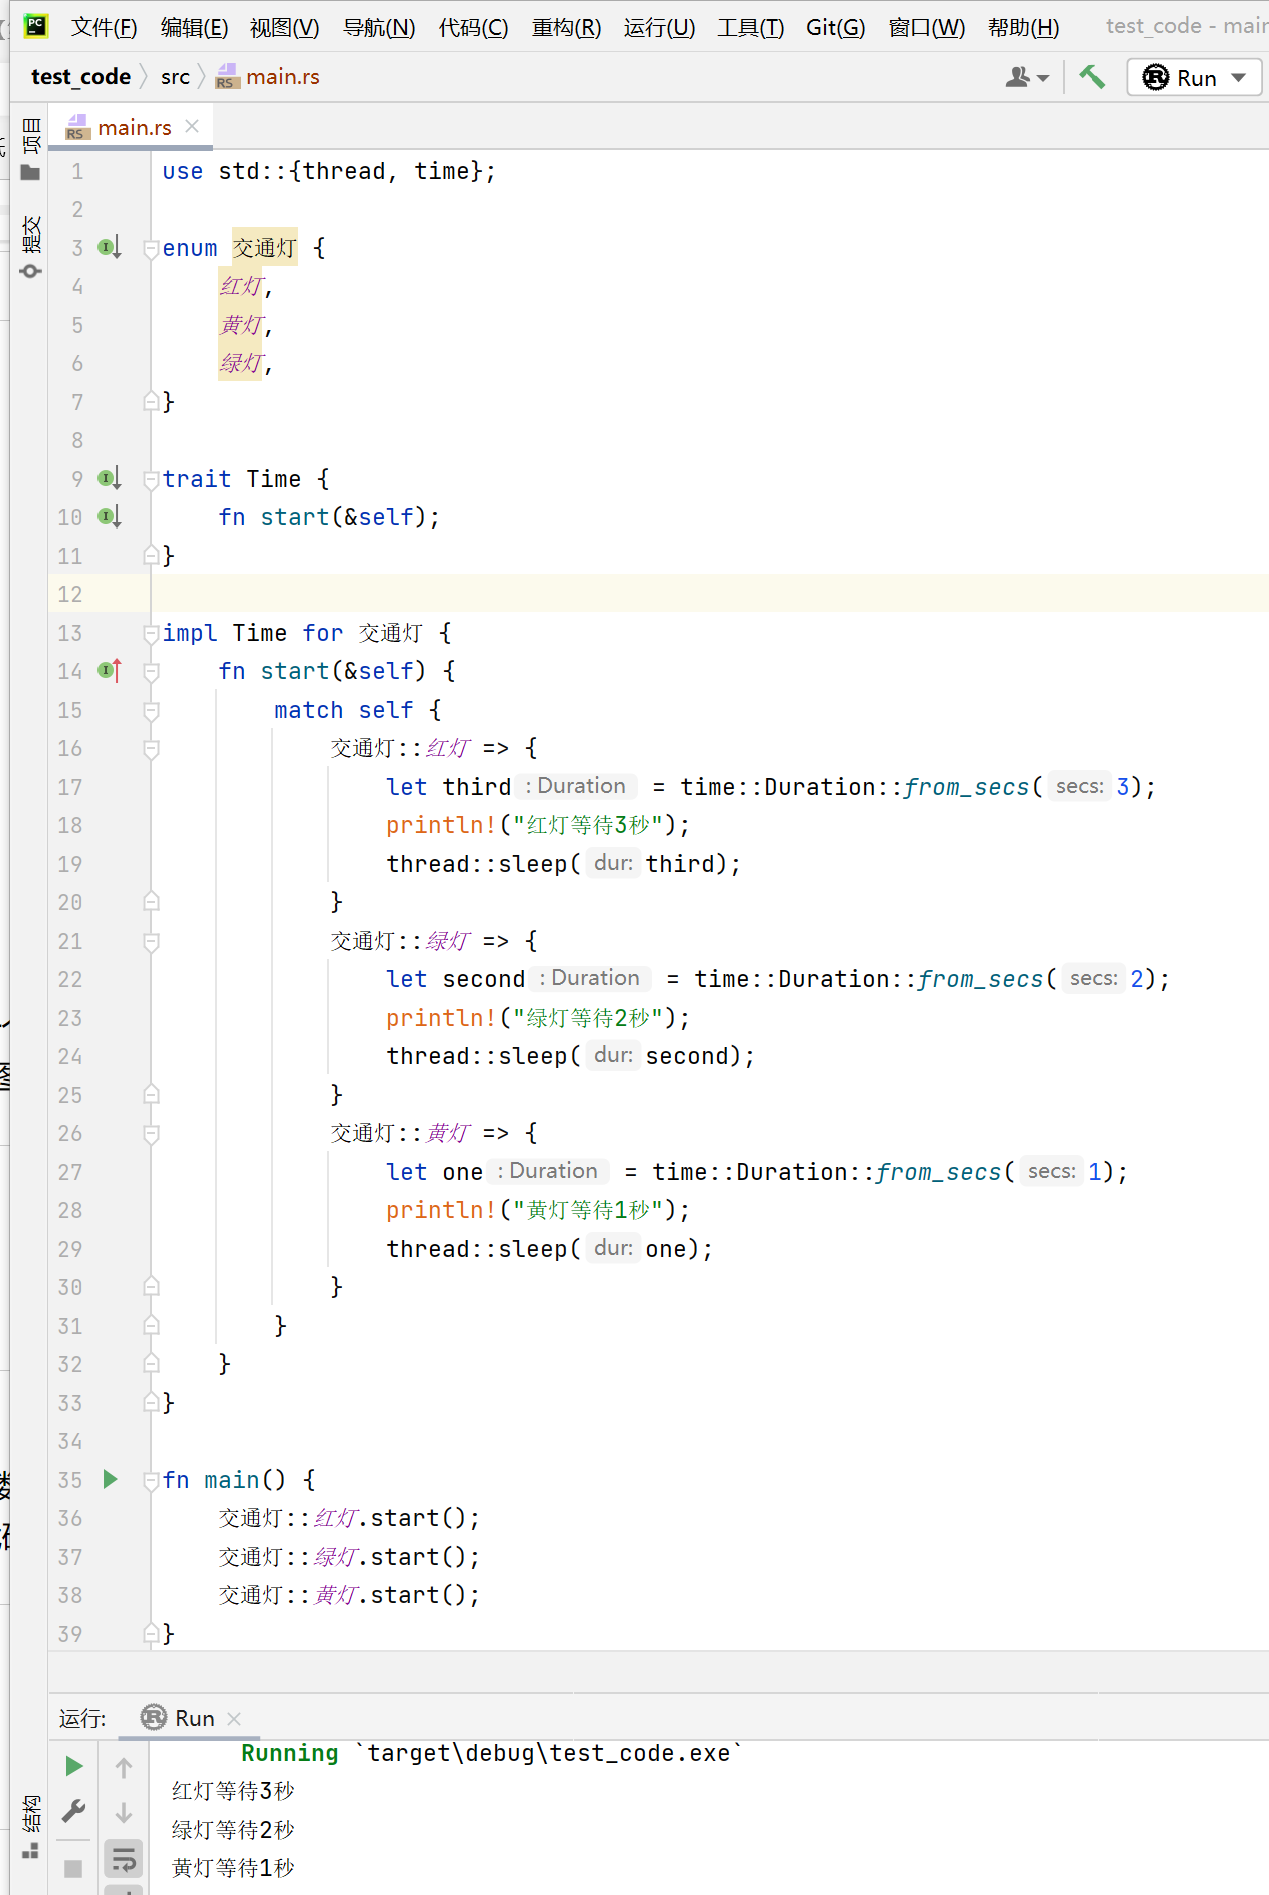 文件(F) 编辑(E) 视图(V) 导航(N) 代码(C) 重构(R) 运行(U) 工具(T) Git(G) 窗口(W) 帮助(H) test_code - main
test_code src main.rs Run
main.rs
项目
提交
1 use std::{thread, time};
2
3 enum 交通灯 {
4 红灯,
5 黄灯,
6 绿灯,
7 }
8
9 trait Time {
10 fn start(&self);
11 }
12
13 impl Time for 交通灯 {
14 fn start(&self) {
15 match self {
16 交通灯::红灯 => {
17 let third : Duration = time::Duration::from_secs( secs: 3);
18 println!("红灯等待3秒");
19 thread::sleep( dur: third);
20 }
21 交通灯::绿灯 => {
22 let second : Duration = time::Duration::from_secs( secs: 2);
23 println!("绿灯等待2秒");
24 thread::sleep( dur: second);
25 }
26 交通灯::黄灯 => {
27 let one : Duration = time::Duration::from_secs( secs: 1);
28 println!("黄灯等待1秒");
29 thread::sleep( dur: one);
30 }
31 }
32 }
33 }
34
35 fn main() {
36 交通灯::红灯.start();
37 交通灯::绿灯.start();
38 交通灯::黄灯.start();
39 }
运行: Run
Running `target\debug\test_code.exe`
红灯等待3秒
绿灯等待2秒
黄灯等待1秒
结构